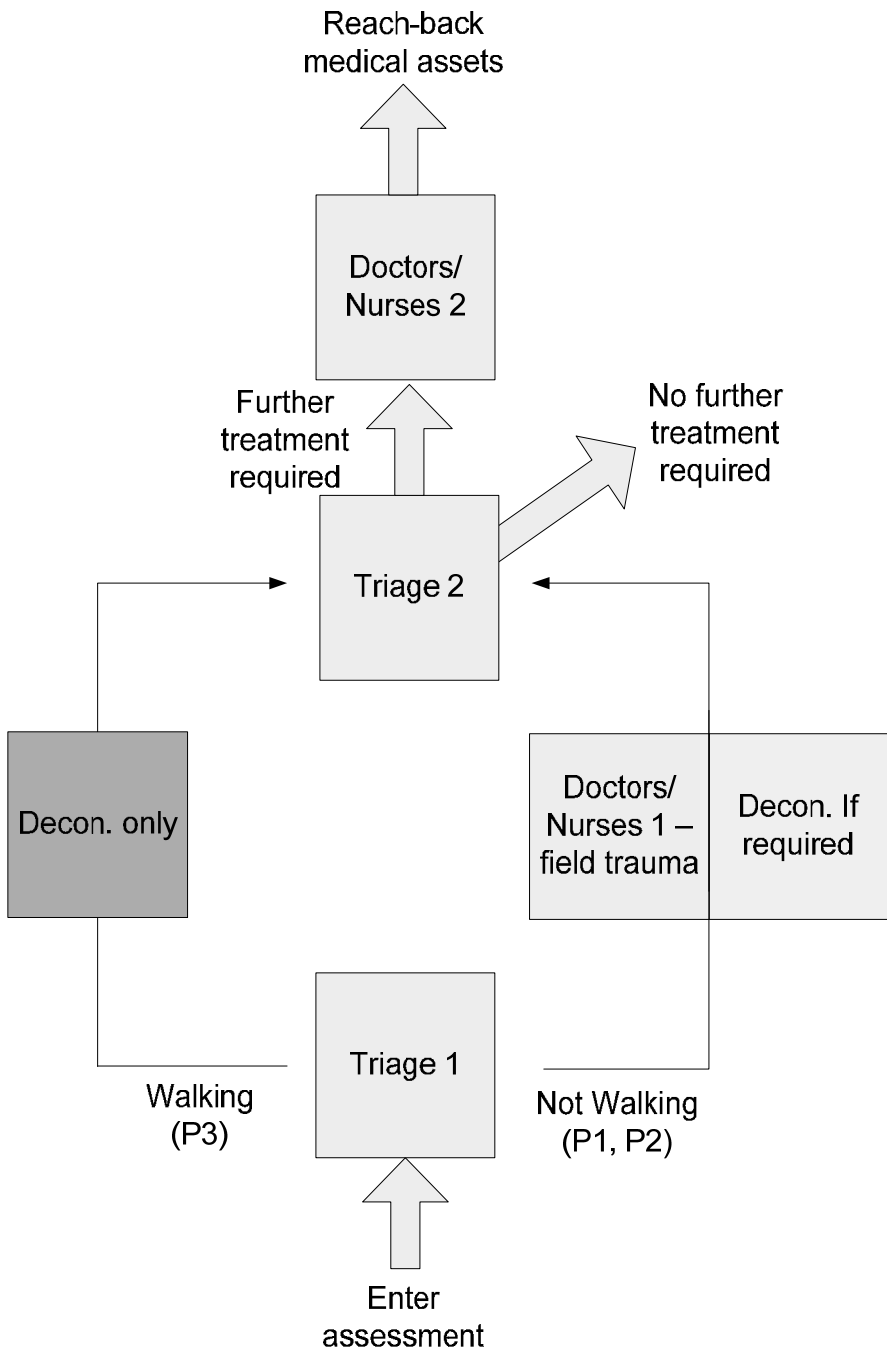 Reach-back
medical assets
Doctors/
Nurses 2
Further
treatment
required
No further
treatment
required
Triage 2
Decon. only
Doctors/
Nurses 1 –
field trauma
Decon. If
required
Triage 1
Walking
(P3)
Not Walking
(P1, P2)
Enter
assessment